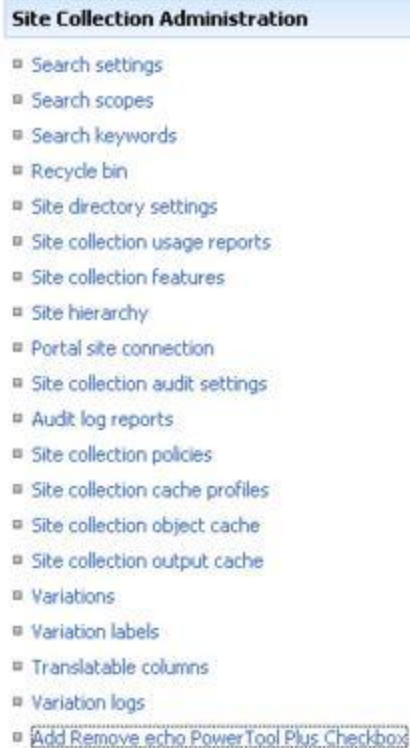 Site Collection Administration
Search settings
Search scopes
Search keywords
Recycle bin
Site directory settings
Site collection usage reports
Site collection features
Site hierarchy
Portal site connection
Site collection audit settings
Audit log reports
Site collection policies
Site collection cache profiles
Site collection object cache
Site collection output cache
Variations
Variation labels
Translatable columns
Variation logs
Add Remove echo PowerTool Plus Checkbox